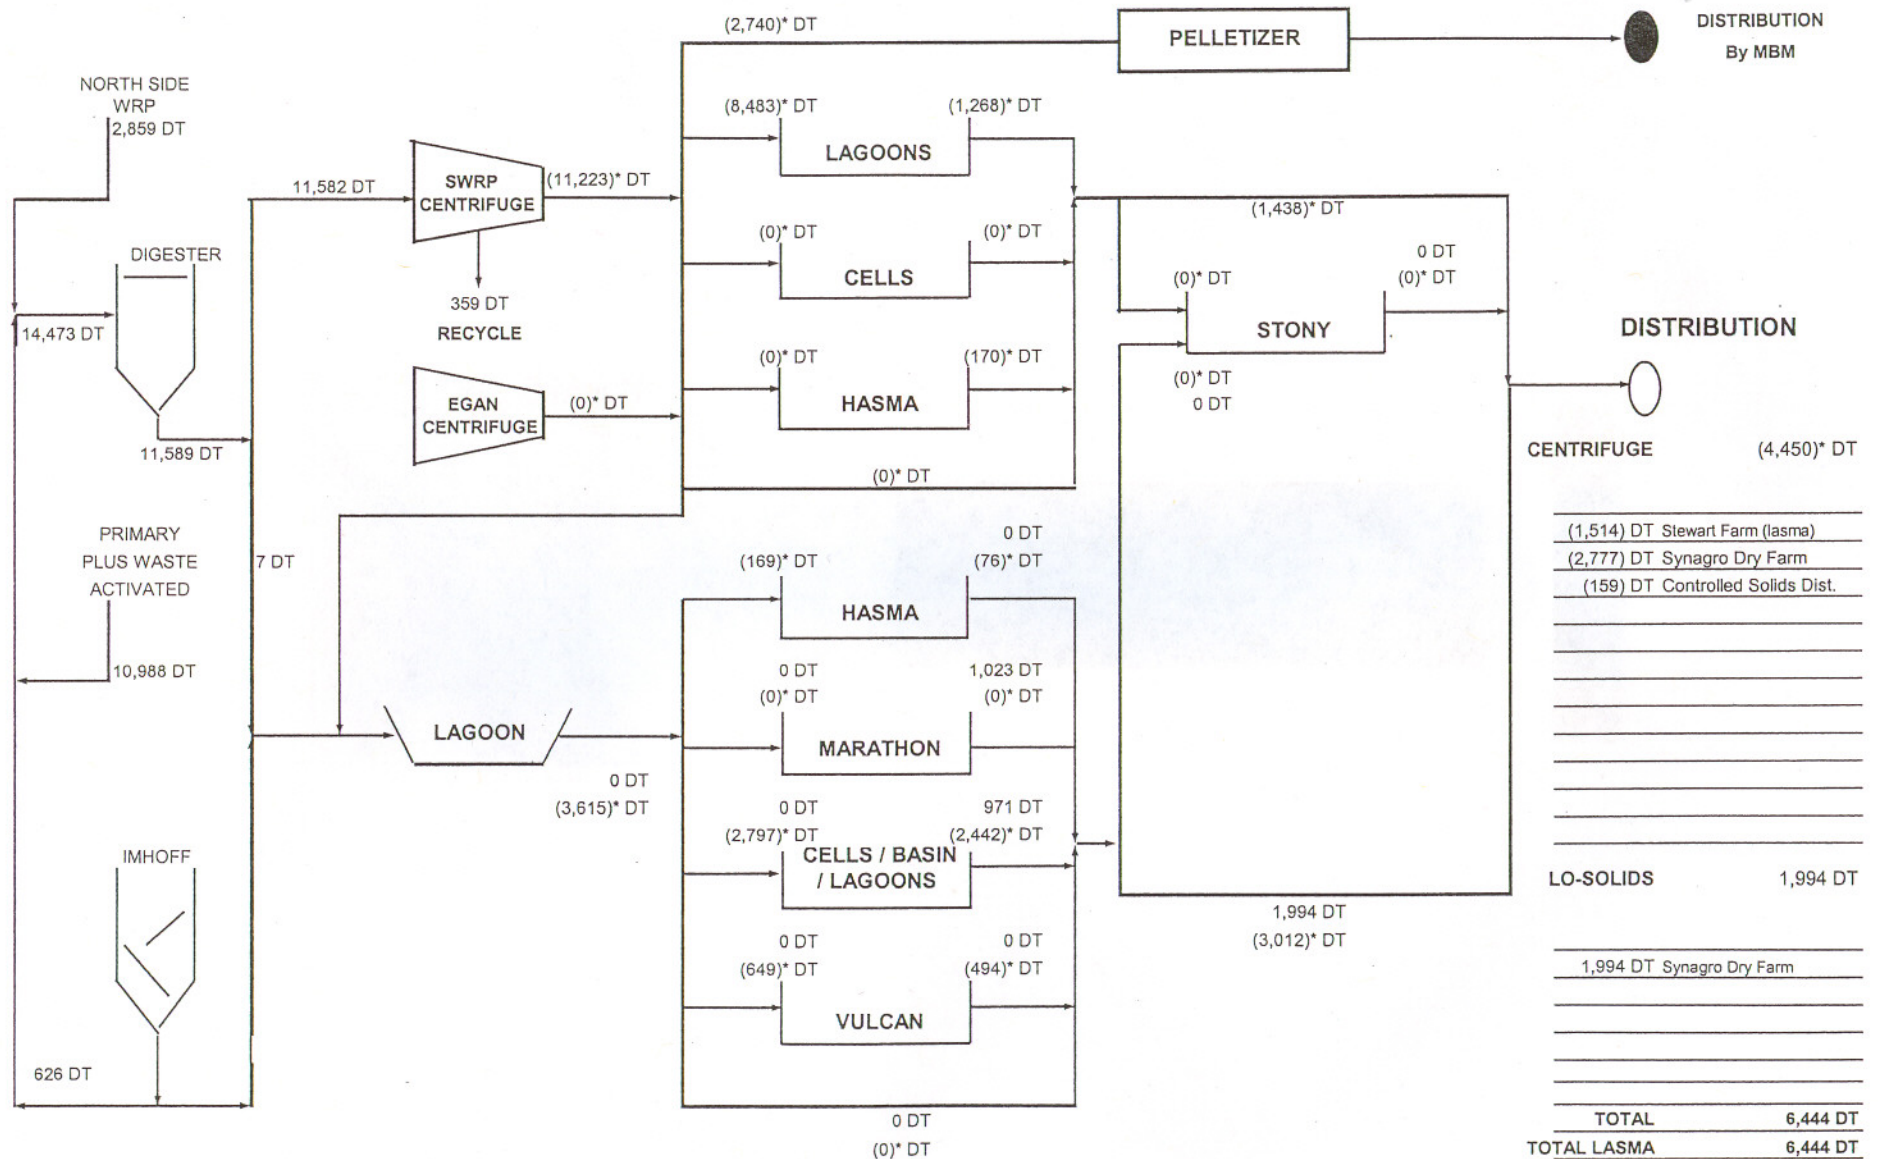 (2,740)* DT
PELLETIZER
DISTRIBUTION
By MBM
NORTH SIDE
WRP
2,859 DT
(8,483)* DT
(1,268)* DT
LAGOONS
11,582 DT
SWRP
CENTRIFUGE
(11,223)* DT
359 DT
RECYCLE
(1,438)* DT
(0)* DT
(0)* DT
CELLS
DIGESTER
14,473 DT
11,589 DT
(0)* DT
0 DT
(0)* DT
STONY
(0)* DT
0 DT
DISTRIBUTION
EGAN
CENTRIFUGE
(0)* DT
(0)* DT
(170)* DT
HASMA
(0)* DT
CENTRIFUGE (4,450)* DT
(1,514) DT Stewart Farm (lasma)
(2,777) DT Synagro Dry Farm
(159) DT Controlled Solids Dist.
PRIMARY
PLUS WASTE
ACTIVATED
7 DT
10,988 DT
0 DT
(169)* DT
(76)* DT
HASMA
0 DT
1,023 DT
(0)* DT
(0)* DT
MARATHON
LAGOON
0 DT
(3,615)* DT
0 DT
971 DT
(2,797)* DT
(2,442)* DT
CELLS / BASIN
/ LAGOONS
IMHOFF
626 DT
0 DT
0 DT
(649)* DT
(494)* DT
VULCAN
0 DT
(0)* DT
1,994 DT
(3,012)* DT
LO-SOLIDS 1,994 DT
1,994 DT Synagro Dry Farm
TOTAL 6,444 DT
TOTAL LASMA 6,444 DT